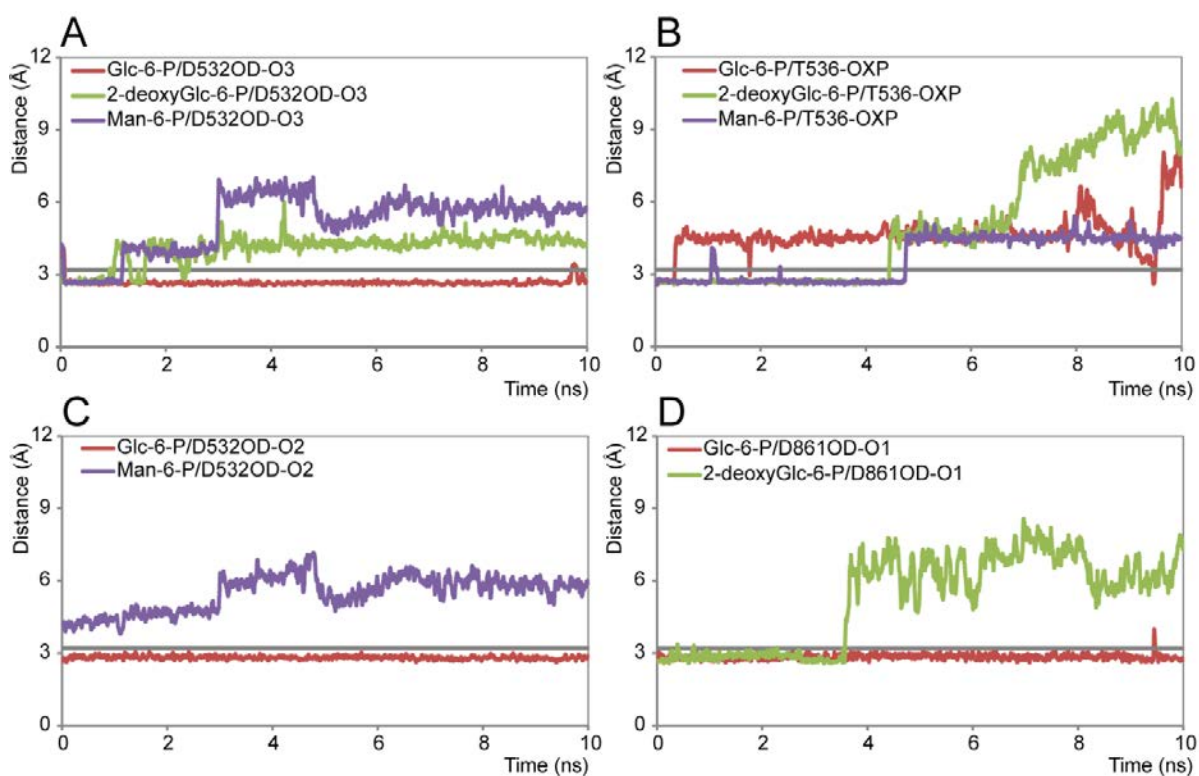 A
Distance (Å)
12
9
6
3
0
Glc-6-P/D532OD-O3
2-deoxyGlc-6-P/D532OD-O3
Man-6-P/D532OD-O3
0 2 4 6 8 10
Time (ns)
B
Distance (Å)
12
9
6
3
0
Glc-6-P/T536-OXP
2-deoxyGlc-6-P/T536-OXP
Man-6-P/T536-OXP
0 2 4 6 8 10
Time (ns)
C
Distance (Å)
12
9
6
3
0
Glc-6-P/D532OD-O2
Man-6-P/D532OD-O2
0 2 4 6 8 10
Time (ns)
D
Distance (Å)
12
9
6
3
0
Glc-6-P/D861OD-O1
2-deoxyGlc-6-P/D861OD-O1
0 2 4 6 8 10
Time (ns)